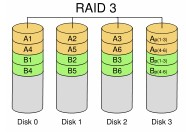 RAID 3
A1 A2 A3 Ap(1-3)
A4 A5 A6 Ap(4-6)
B1 B2 B3 Bp(1-3)
B4 B5 B6 Bp(4-6)
Disk 0 Disk 1 Disk 2 Disk 3